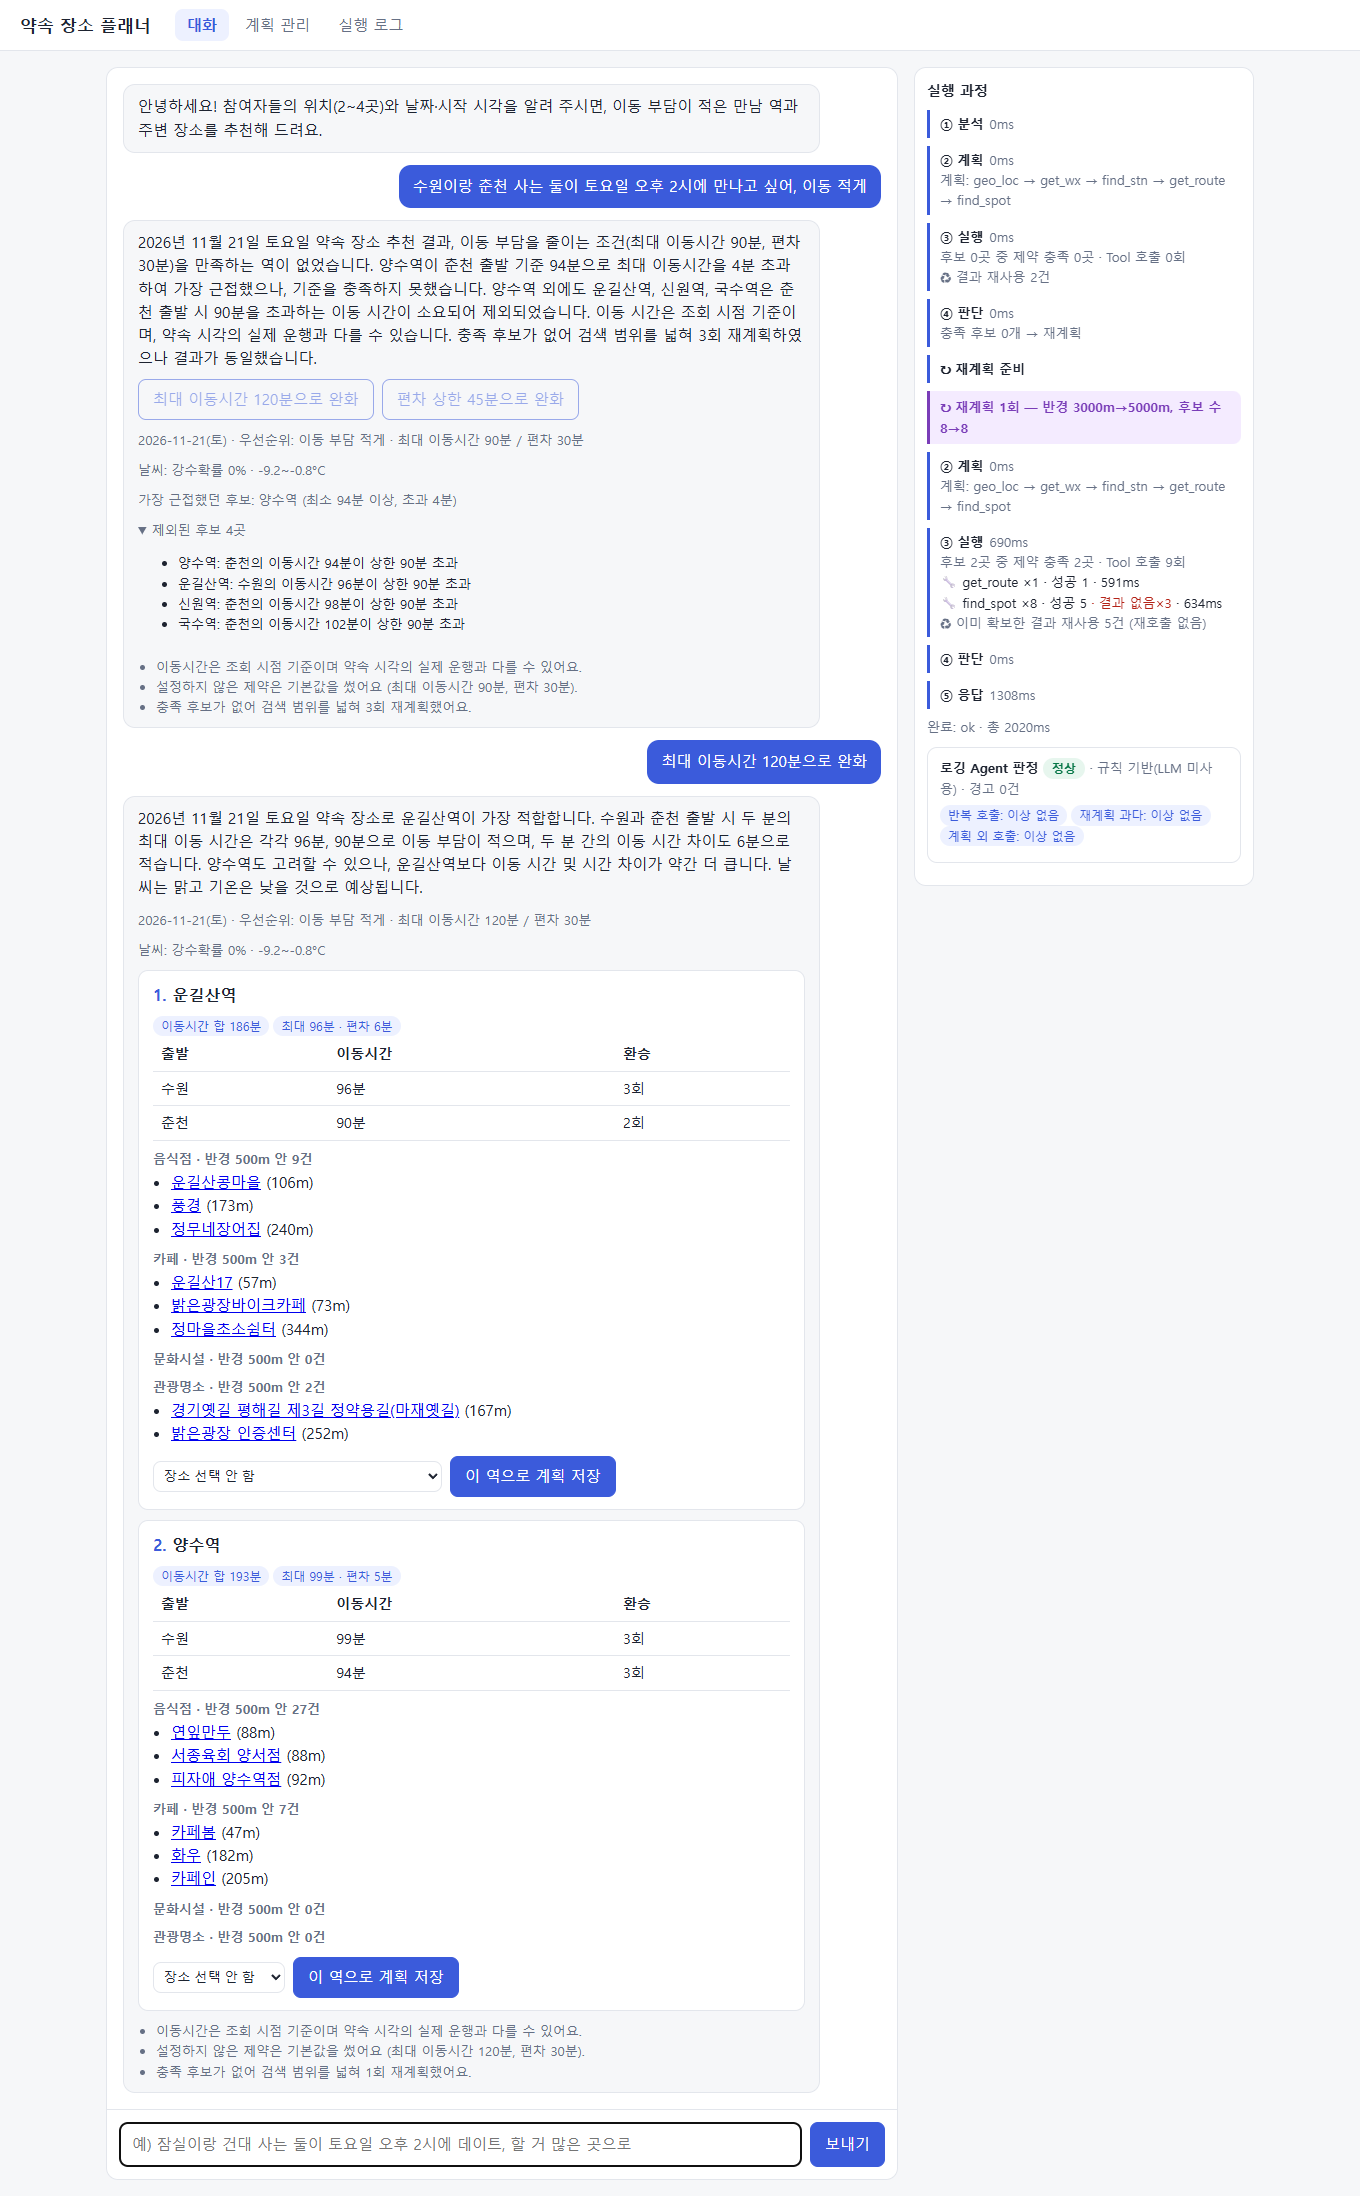 약속 장소 플래너 대화 계획 관리 실행 로그
안녕하세요! 참여자들의 위치(2~4곳)와 날짜·시작 시각을 알려 주시면, 이동 부담이 적은 만남 역과
주변 장소를 추천해 드려요.
수원이랑 춘천 사는 둘이 토요일 오후 2시에 만나고 싶어, 이동 적게
2026년 11월 21일 토요일 약속 장소 추천 결과, 이동 부담을 줄이는 조건(최대 이동시간 90분, 편차
30분)을 만족하는 역이 없었습니다. 양수역이 춘천 출발 기준 94분으로 최대 이동시간을 4분 초과
하여 가장 근접했으나, 기준을 충족하지 못했습니다. 양수역 외에도 운길산역, 신원역, 국수역은 춘
천 출발 시 90분을 초과하는 이동 시간이 소요되어 제외되었습니다. 이동 시간은 조회 시점 기준이
며, 약속 시각의 실제 운행과 다를 수 있습니다. 충족 후보가 없어 검색 범위를 넓혀 3회 재계획하였
으나 결과가 동일했습니다.
최대 이동시간 120분으로 완화 편차 상한 45분으로 완화
2026-11-21(토) · 우선순위: 이동 부담 적게 · 최대 이동시간 90분 / 편차 30분
날씨: 강수확률 0% · -9.2~-0.8°C
가장 근접했던 후보: 양수역 (최소 94분 이상, 초과 4분)
▼ 제외된 후보 4곳
• 양수역: 춘천의 이동시간 94분이 상한 90분 초과
• 운길산역: 수원의 이동시간 96분이 상한 90분 초과
• 신원역: 춘천의 이동시간 98분이 상한 90분 초과
• 국수역: 춘천의 이동시간 102분이 상한 90분 초과
• 이동시간은 조회 시점 기준이며 약속 시각의 실제 운행과 다를 수 있어요.
• 설정하지 않은 제약은 기본값을 썼어요 (최대 이동시간 90분, 편차 30분).
• 충족 후보가 없어 검색 범위를 넓혀 3회 재계획했어요.
최대 이동시간 120분으로 완화
2026년 11월 21일 토요일 약속 장소로 운길산역이 가장 적합합니다. 수원과 춘천 출발 시 두 분의
최대 이동 시간은 각각 96분, 90분으로 이동 부담이 적으며, 두 분 간의 이동 시간 차이도 6분으로
적습니다. 양수역도 고려할 수 있으나, 운길산역보다 이동 시간 및 시간 차이가 약간 더 큽니다. 날
씨는 맑고 기온은 낮을 것으로 예상됩니다.
2026-11-21(토) · 우선순위: 이동 부담 적게 · 최대 이동시간 120분 / 편차 30분
날씨: 강수확률 0% · -9.2~-0.8°C
1. 운길산역
이동시간 합 186분 최대 96분 · 편차 6분
출발 이동시간 환승
수원 96분 3회
춘천 90분 2회
음식점 · 반경 500m 안 9건
• 운길산콩마을 (106m)
• 풍경 (173m)
• 정무네장어집 (240m)
카페 · 반경 500m 안 3건
• 운길산17 (57m)
• 밝은광장바이크카페 (73m)
• 정마을초소쉼터 (344m)
문화시설 · 반경 500m 안 0건
관광명소 · 반경 500m 안 2건
• 경기옛길 평해길 제3길 정약용길(마재옛길) (167m)
• 밝은광장 인증센터 (252m)
장소 선택 안 함 이 역으로 계획 저장
2. 양수역
이동시간 합 193분 최대 99분 · 편차 5분
출발 이동시간 환승
수원 99분 3회
춘천 94분 3회
음식점 · 반경 500m 안 27건
• 연잎만두 (88m)
• 서종육회 양서점 (88m)
• 피자애 양수역점 (92m)
카페 · 반경 500m 안 7건
• 카페봄 (47m)
• 화우 (182m)
• 카페인 (205m)
문화시설 · 반경 500m 안 0건
관광명소 · 반경 500m 안 0건
장소 선택 안 함 이 역으로 계획 저장
• 이동시간은 조회 시점 기준이며 약속 시각의 실제 운행과 다를 수 있어요.
• 설정하지 않은 제약은 기본값을 썼어요 (최대 이동시간 120분, 편차 30분).
• 충족 후보가 없어 검색 범위를 넓혀 1회 재계획했어요.
예) 잠실이랑 건대 사는 둘이 토요일 오후 2시에 데이트, 할 거 많은 곳으로 보내기
실행 과정
① 분석 0ms
② 계획 0ms
계획: geo_loc → get_wx → find_stn → get_route
→ find_spot
③ 실행 0ms
후보 0곳 중 제약 충족 0곳 · Tool 호출 0회
♻ 결과 재사용 2건
④ 판단 0ms
충족 후보 0개 → 재계획
↻ 재계획 준비
↻ 재계획 1회 — 반경 3000m→5000m, 후보 수
8→8
② 계획 0ms
계획: geo_loc → get_wx → find_stn → get_route
→ find_spot
③ 실행 690ms
후보 2곳 중 제약 충족 2곳 · Tool 호출 9회
🔧 get_route ×1 · 성공 1 · 591ms
🔧 find_spot ×8 · 성공 5 · 결과 없음×3 · 634ms
♻ 이미 확보한 결과 재사용 5건 (재호출 없음)
④ 판단 0ms
⑤ 응답 1308ms
완료: ok · 총 2020ms
로깅 Agent 판정 정상 · 규칙 기반(LLM 미사
용) · 경고 0건
반복 호출: 이상 없음 재계획 과다: 이상 없음
계획 외 호출: 이상 없음